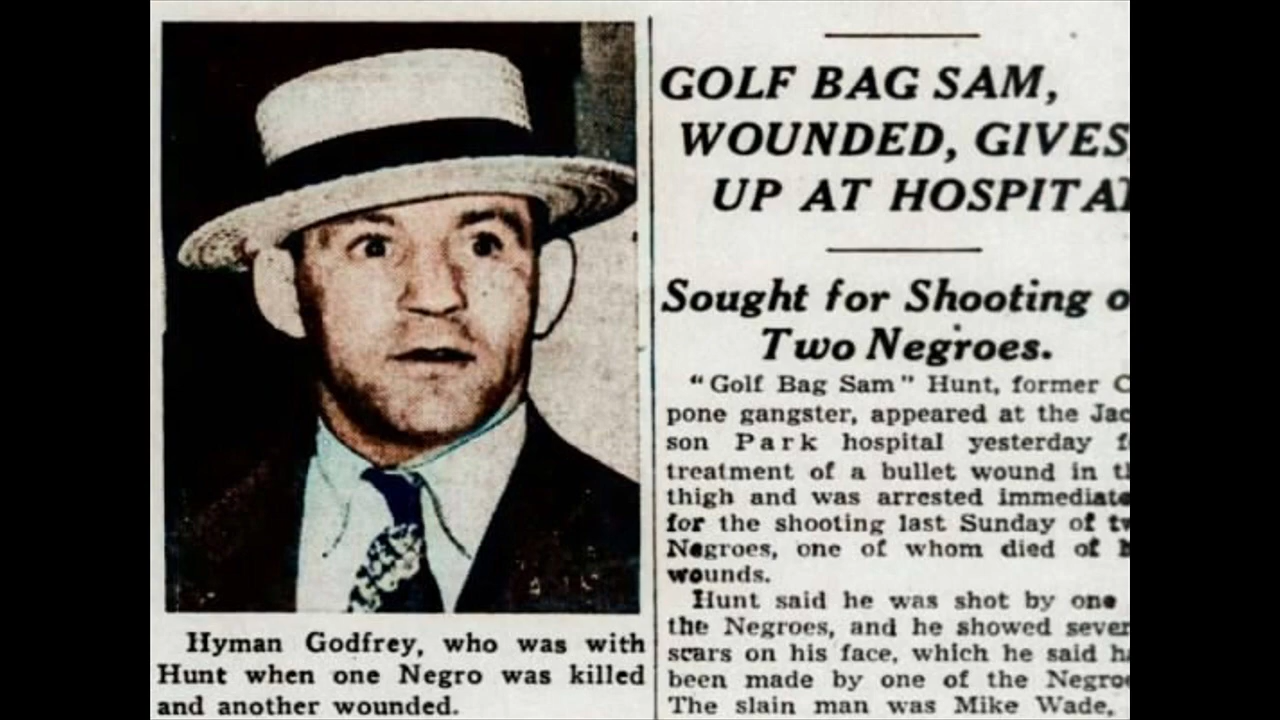 Hyman Godfrey, who was with
Hunt when one Negro was killed
and another wounded.
GOLF BAG SAM,
WOUNDED, GIVES
UP AT HOSPITA
Sought for Shooting o
Two Negroes.
"Golf Bag Sam" Hunt, former C
pone gangster, appeared at the Jac
son Park hospital yesterday f
treatment of a bullet wound in t
thigh and was arrested immediate
for the shooting last Sunday of tw
Negroes, one of whom died of
wounds.
Hunt said he was shot by one
the Negroes, and he showed sever
scars on his face, which he said ha
been made by one of the Negroe
The slain man was Mike Wade,